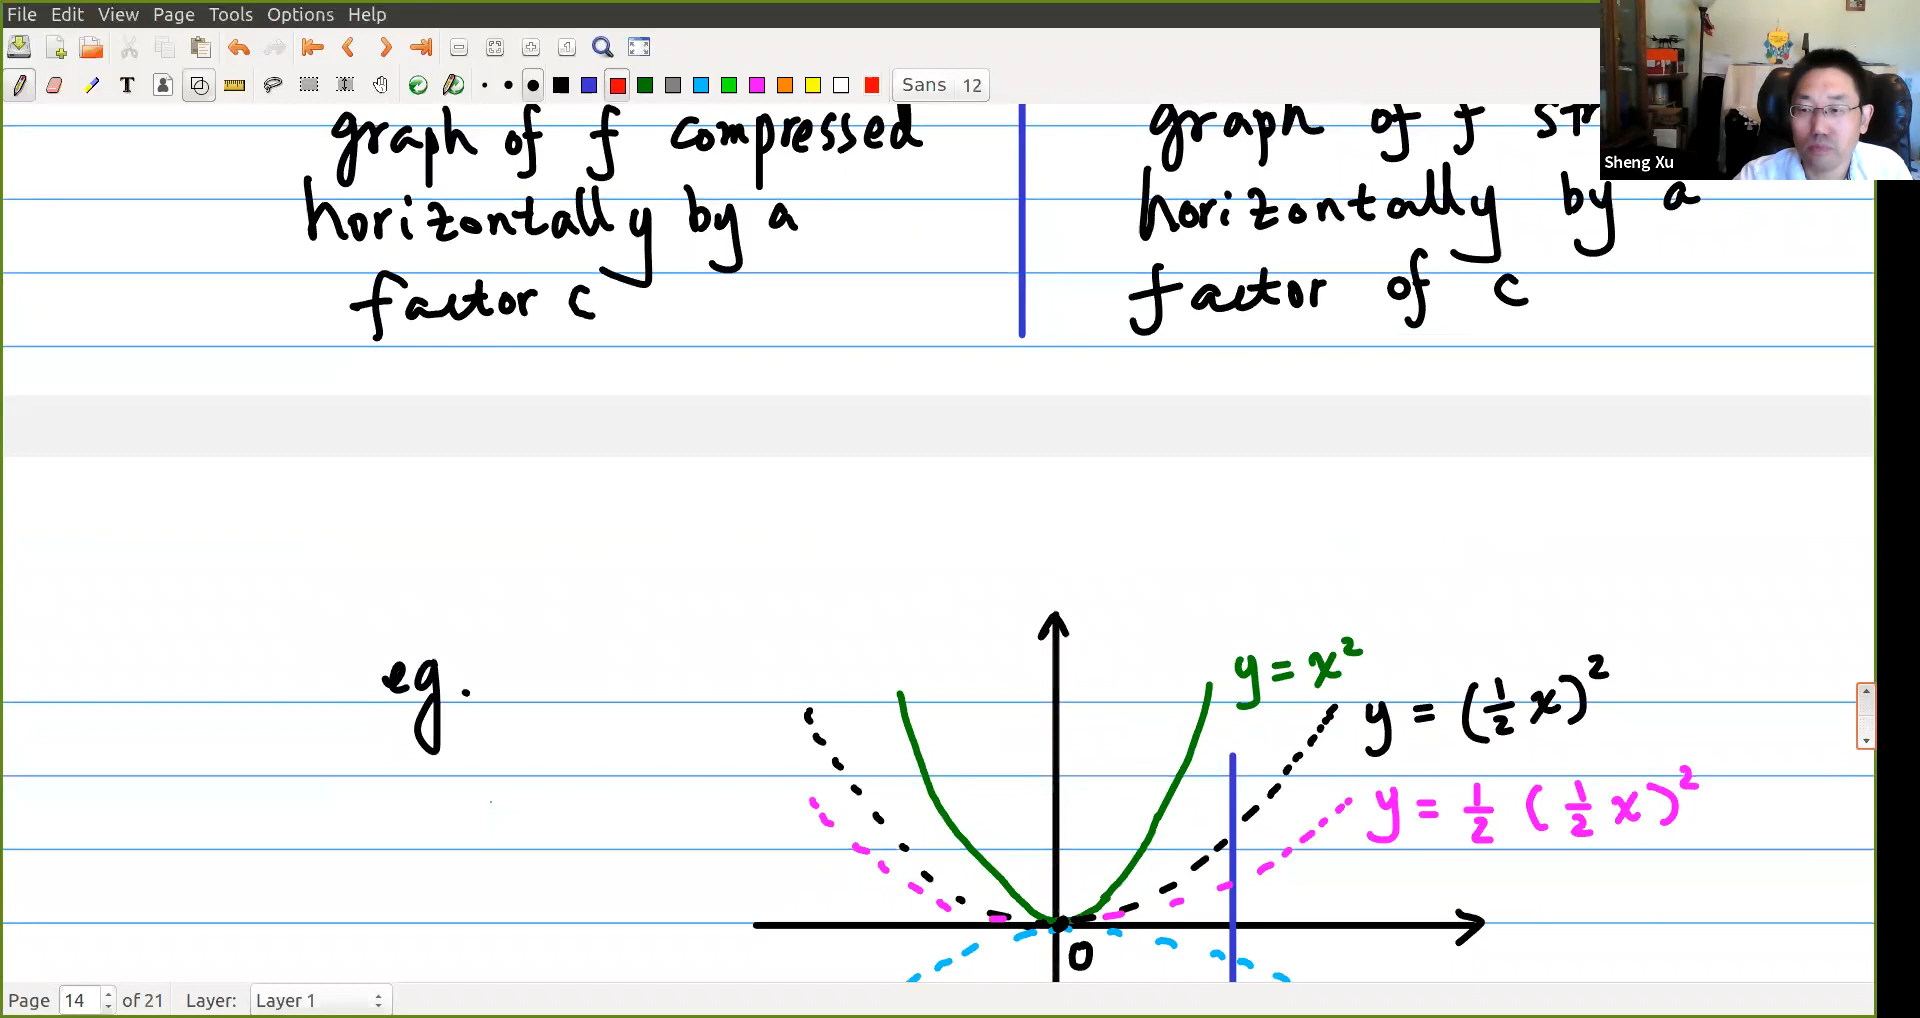 File Edit View Page Tools Options Help
Sans 12
Sheng Xu
graph of f compressed
horizontally by a
factor c
graph of f
horizontally by a
factor of c
eg.
y = x²
y = (½x)²
y = ½ (½x)²
0
Page 14 of 21 Layer: Layer 1